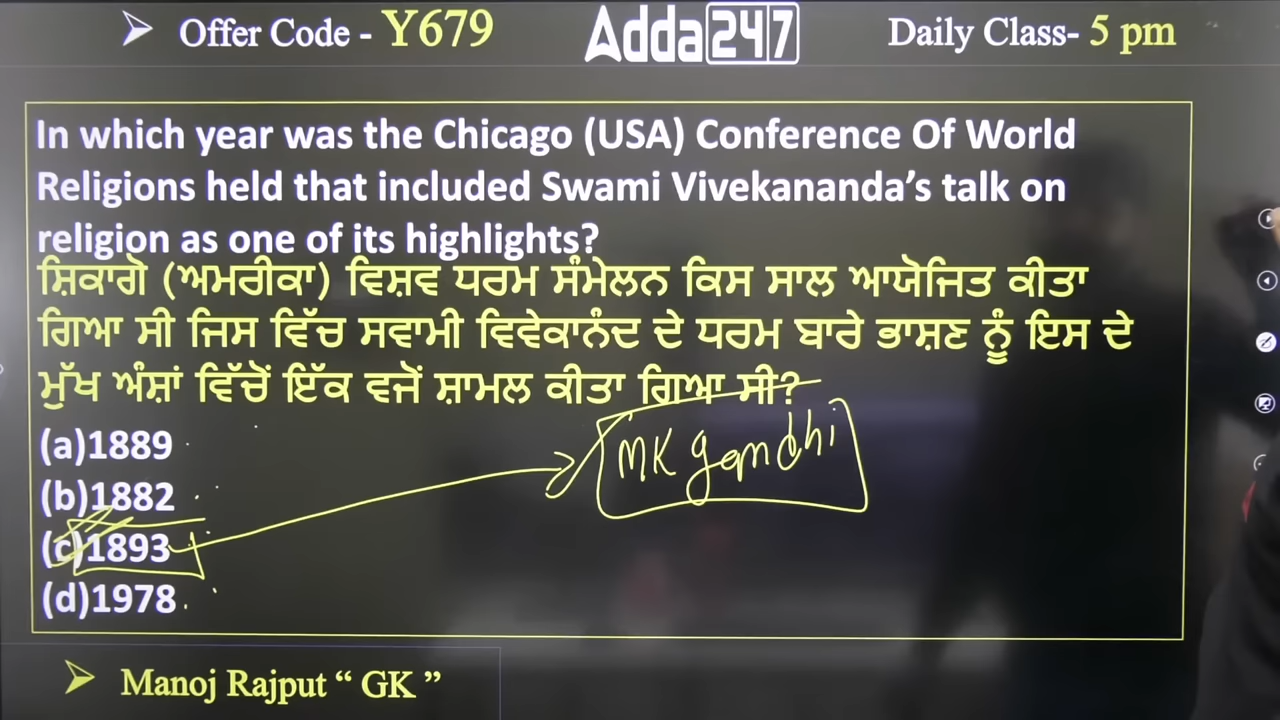 Offer Code - Y679
Adda247
Daily Class- 5 pm
In which year was the Chicago (USA) Conference Of World
Religions held that included Swami Vivekananda’s talk on
religion as one of its highlights?
ਸ਼ਿਕਾਗੋ (ਅਮਰੀਕਾ) ਵਿਸ਼ਵ ਧਰਮ ਸੰਮੇਲਨ ਕਿਸ ਸਾਲ ਆਯੋਜਿਤ ਕੀਤਾ
ਗਿਆ ਸੀ ਜਿਸ ਵਿੱਚ ਸਵਾਮੀ ਵਿਵੇਕਾਨੰਦ ਦੇ ਧਰਮ ਬਾਰੇ ਭਾਸ਼ਣ ਨੂੰ ਇਸ ਦੇ
ਮੁੱਖ ਅੰਸ਼ਾਂ ਵਿੱਚੋਂ ਇੱਕ ਵਜੋਂ ਸ਼ਾਮਲ ਕੀਤਾ ਗਿਆ ਸੀ?
(a)1889
(b)1882
(c)1893
(d)1978
MK gandhi
Manoj Rajput “ GK ”